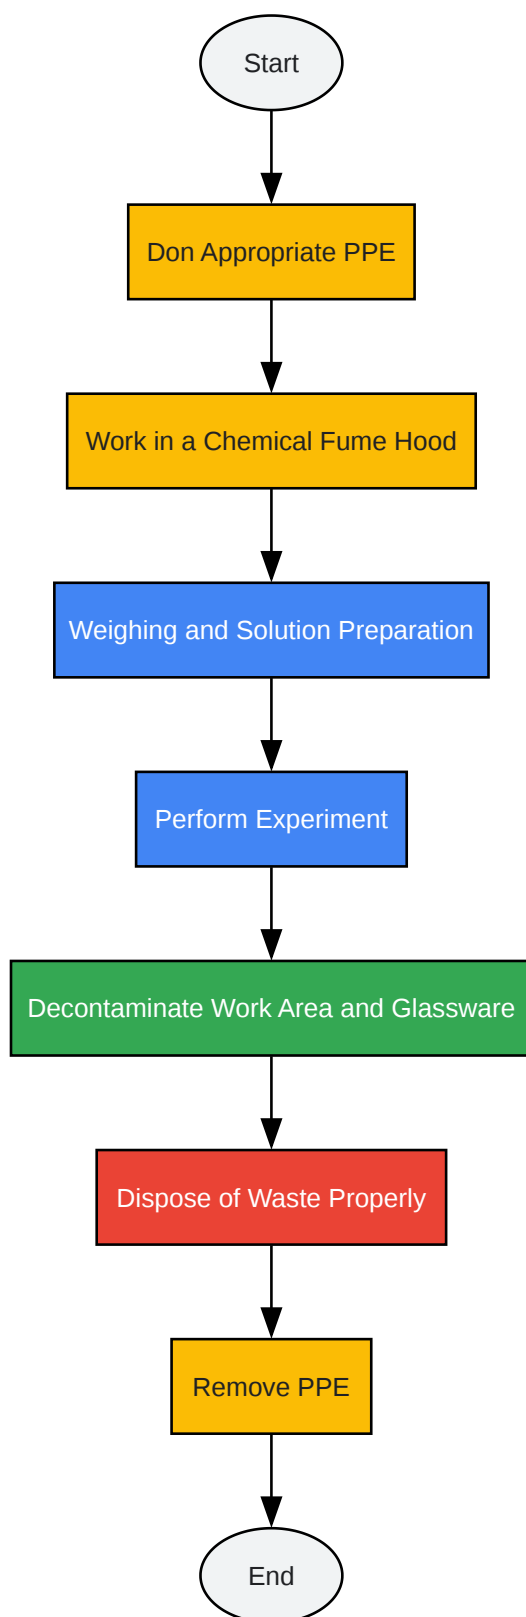 Start
Don Appropriate PPE
Work in a Chemical Fume Hood
Weighing and Solution Preparation
Perform Experiment
Decontaminate Work Area and Glassware
Dispose of Waste Properly
Remove PPE
End